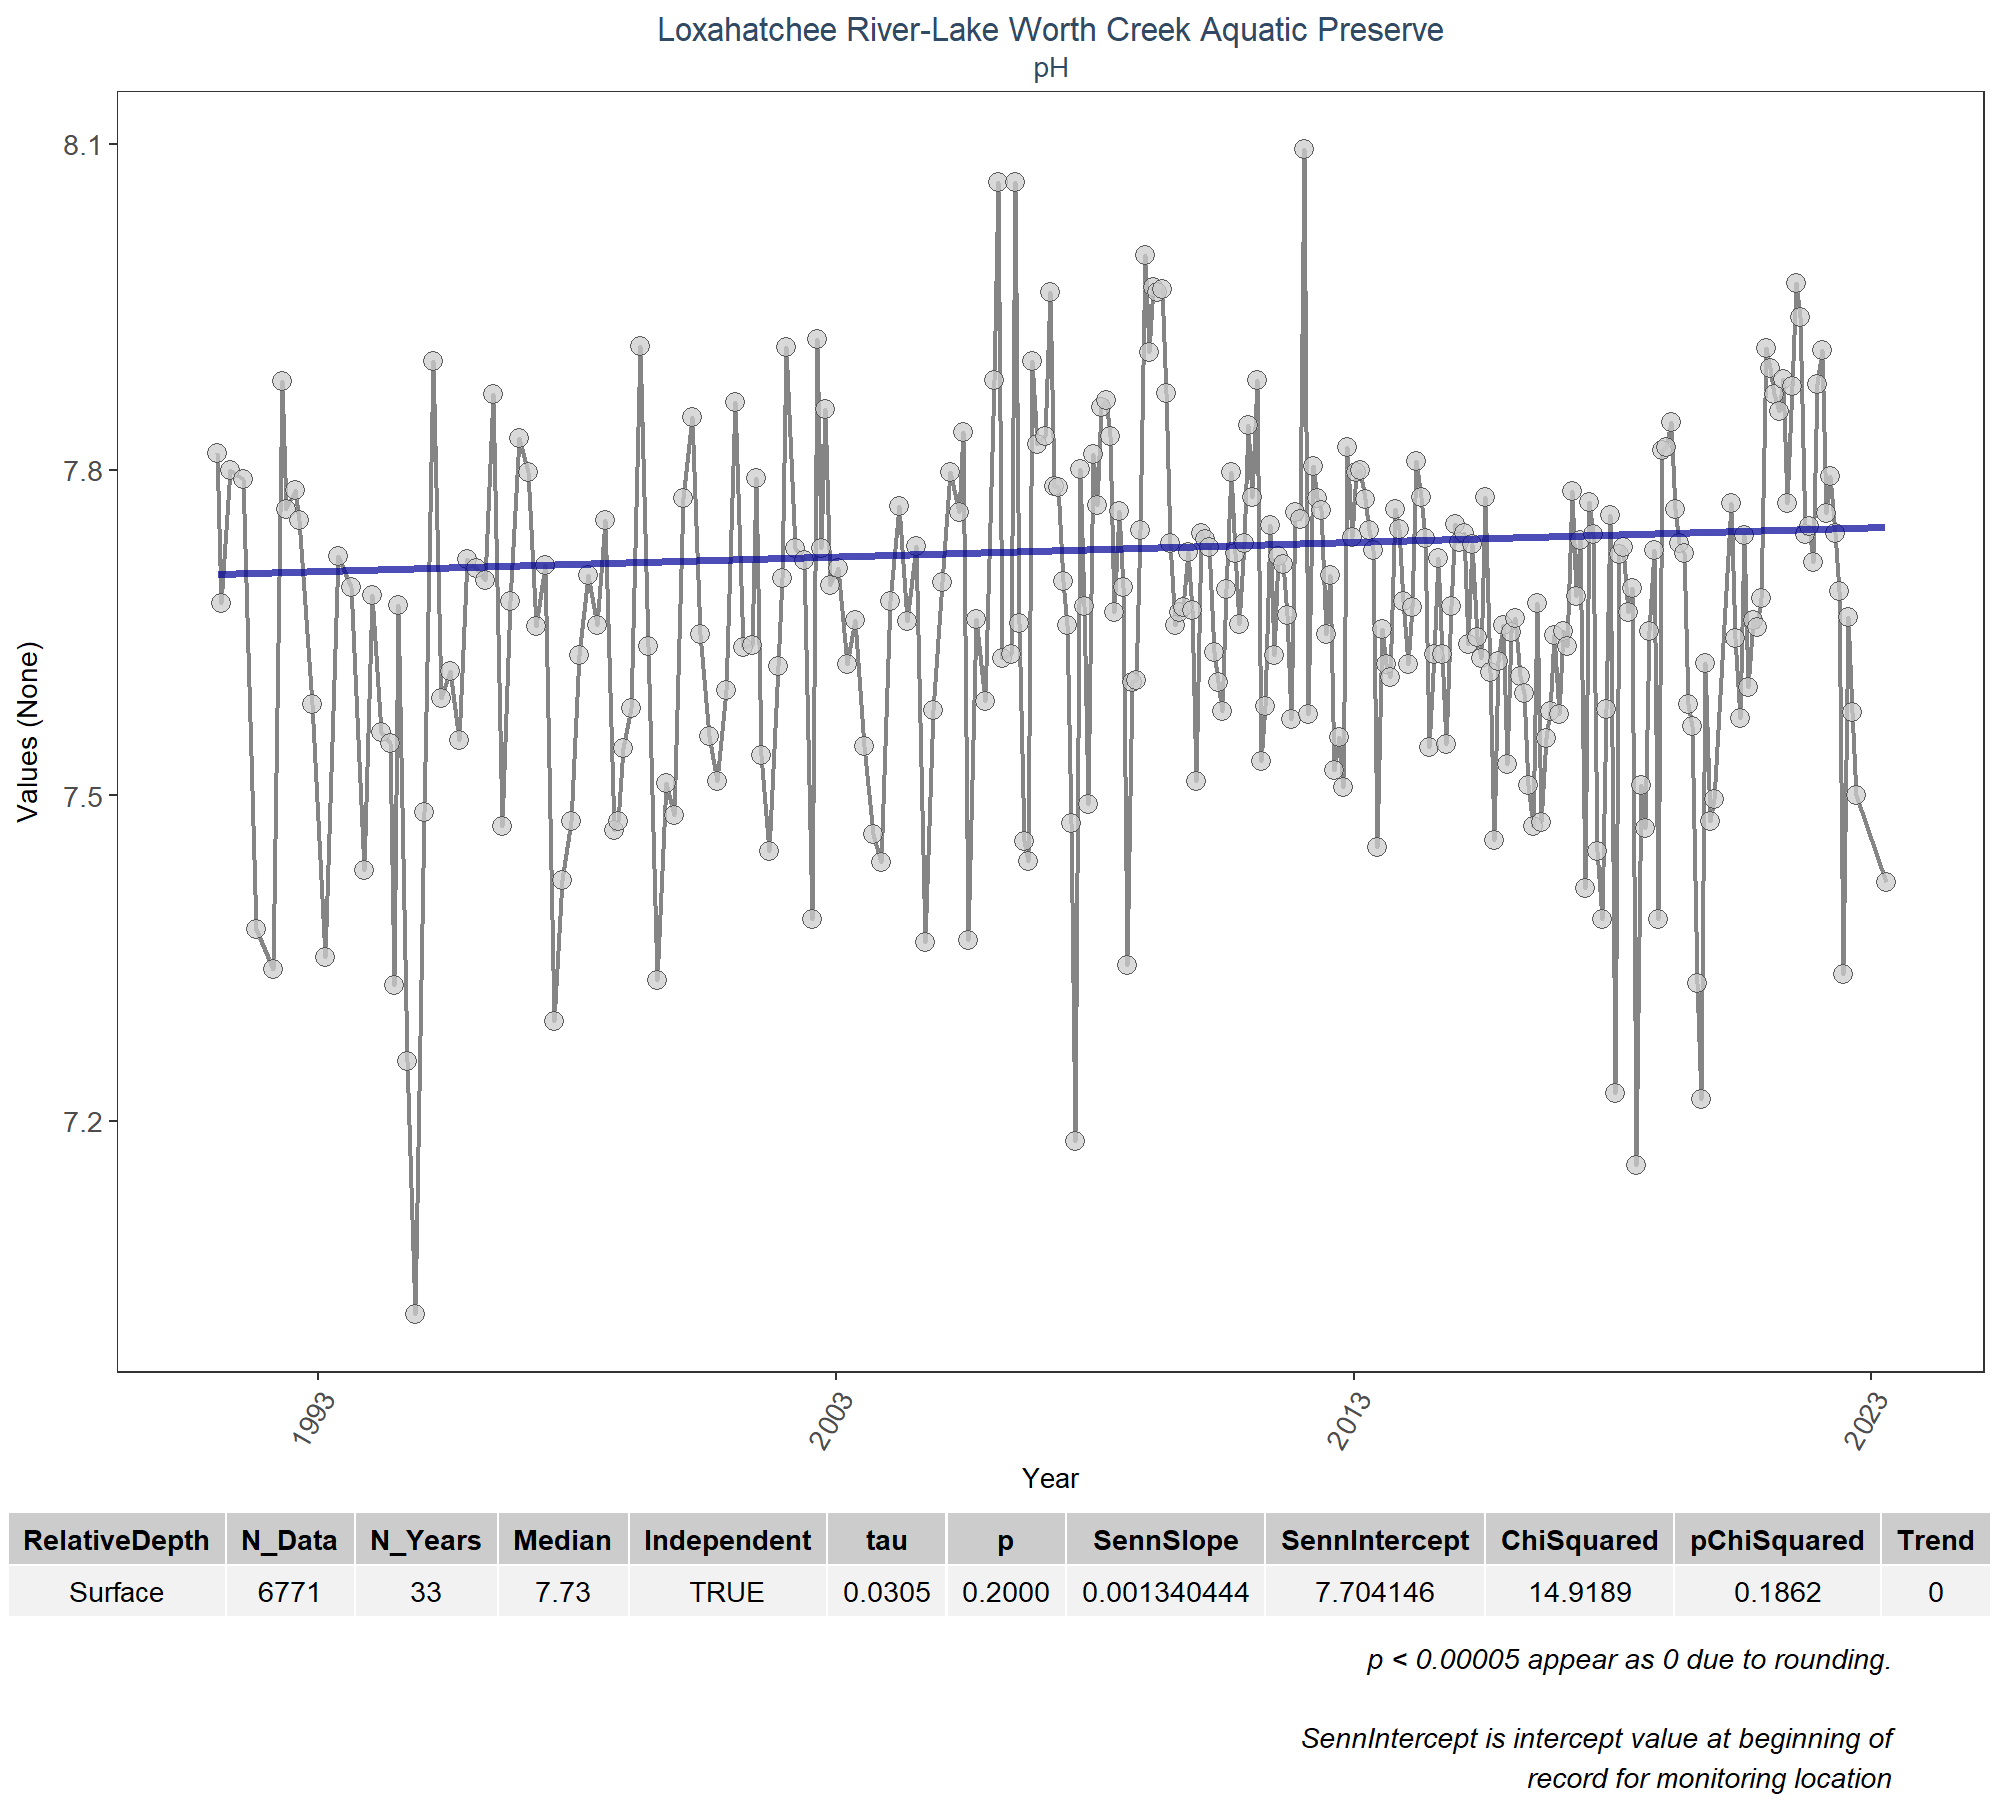 Loxahatchee River-Lake Worth Creek Aquatic Preserve
pH
8.1
7.8
7.5
7.2
Values (None)
1993
2003
2013
2023
Year
RelativeDepth N_Data N_Years Median Independent tau p SennSlope SennIntercept ChiSquared pChiSquared Trend
Surface 6771 33 7.73 TRUE 0.0305 0.2000 0.001340444 7.704146 14.9189 0.1862 0
p < 0.00005 appear as 0 due to rounding.
SennIntercept is intercept value at beginning of
record for monitoring location